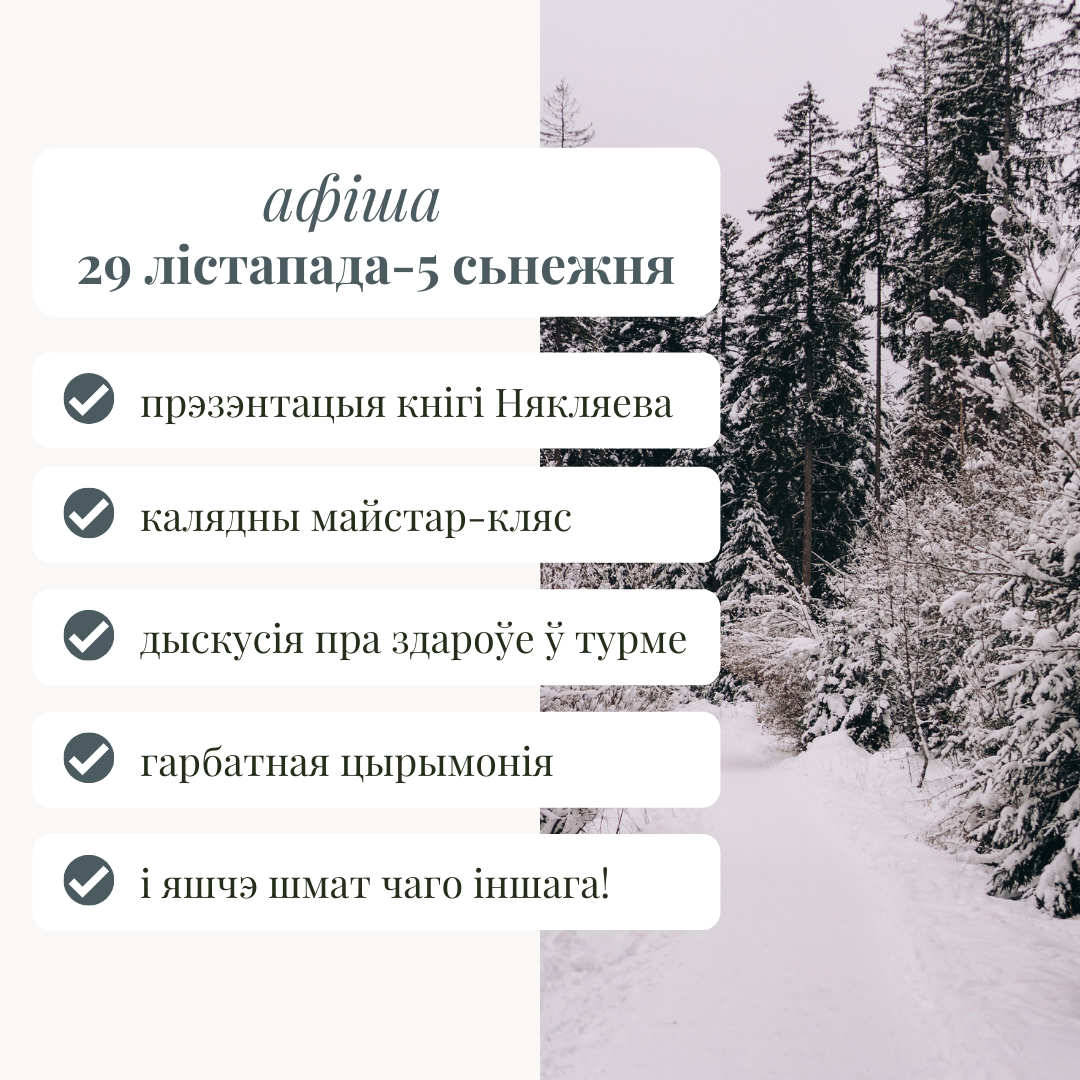 афіша
29 лістапада-5 сьнежня
прэзэнтацыя кнігі Някляева
калядны майстар-кляс
дыскусія пра здароўе ў турме
гарбатная цырымонія
і яшчэ шмат чаго іншага!